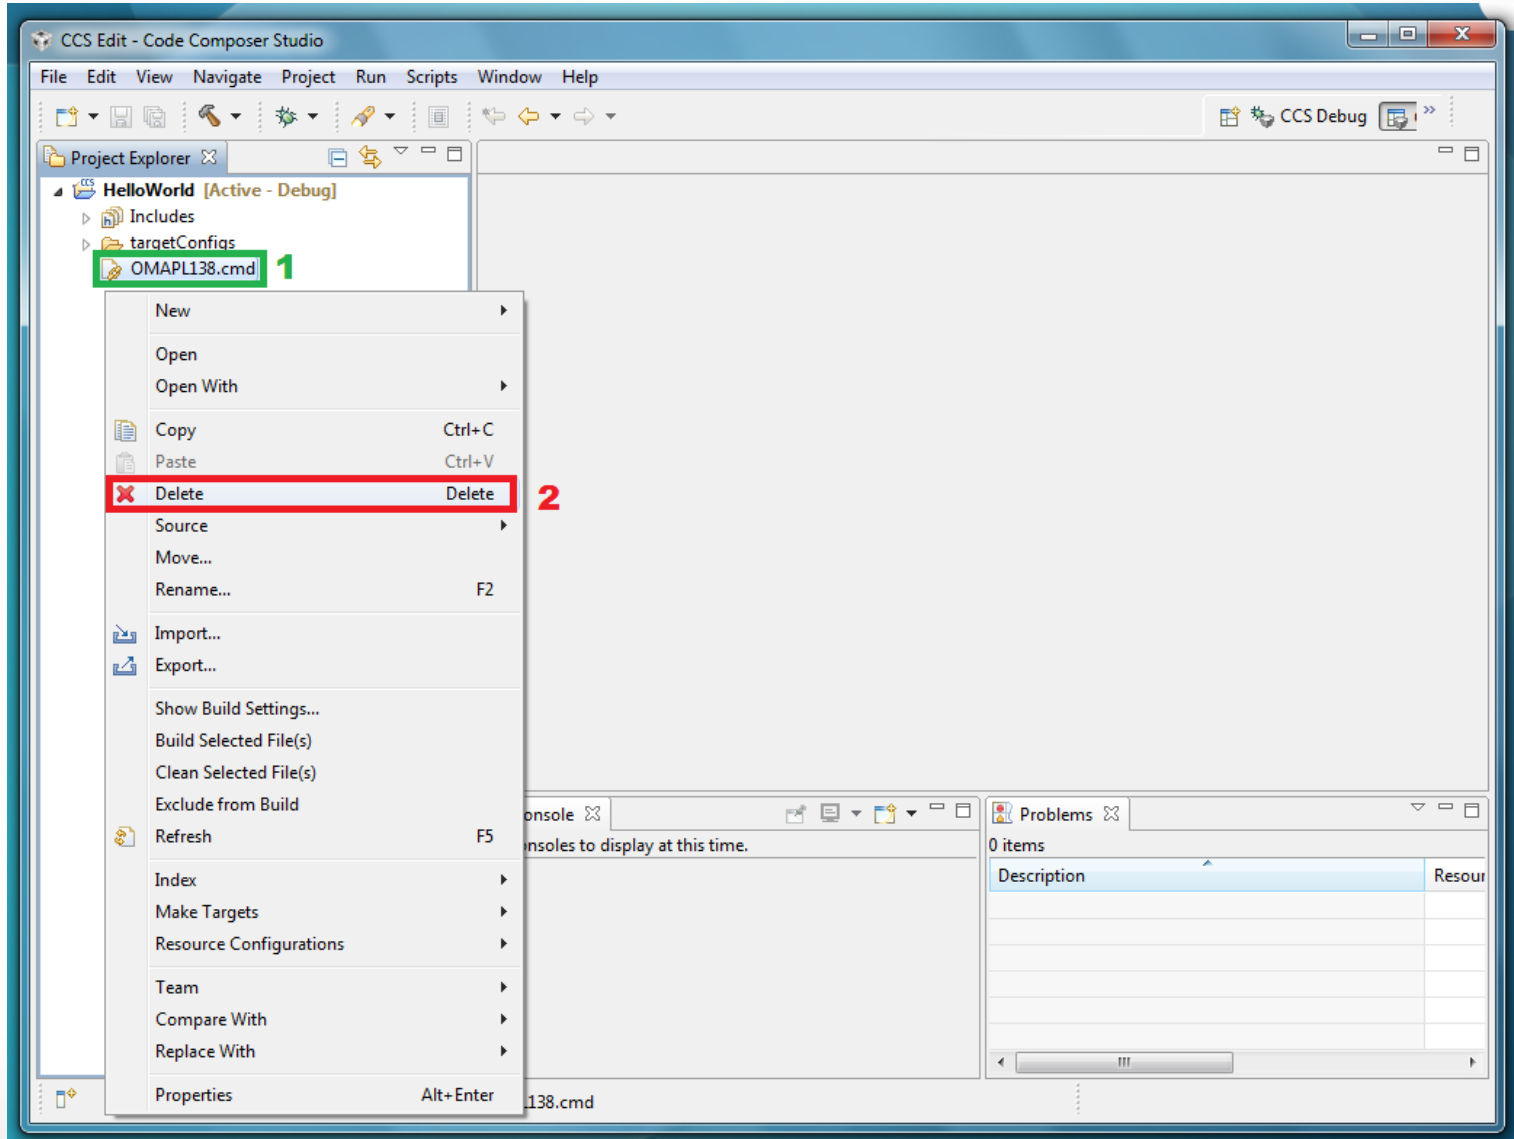 CCS Edit - Code Composer Studio
File Edit View Navigate Project Run Scripts Window Help
CCS Debug
Project Explorer
HelloWorld [Active - Debug]
Includes
targetConfigs
OMAPL138.cmd 1
New
Open
Open With
Copy Ctrl+C
Paste Ctrl+V
Delete Delete 2
Source
Move...
Rename... F2
Import...
Export...
Show Build Settings...
Build Selected File(s)
Clean Selected File(s)
Exclude from Build
onsole Problems
Refresh F5
nsoles to display at this time. 0 items
Description Resour
Index
Make Targets
Resource Configurations
Team
Compare With
Replace With
Properties Alt+Enter
L138.cmd